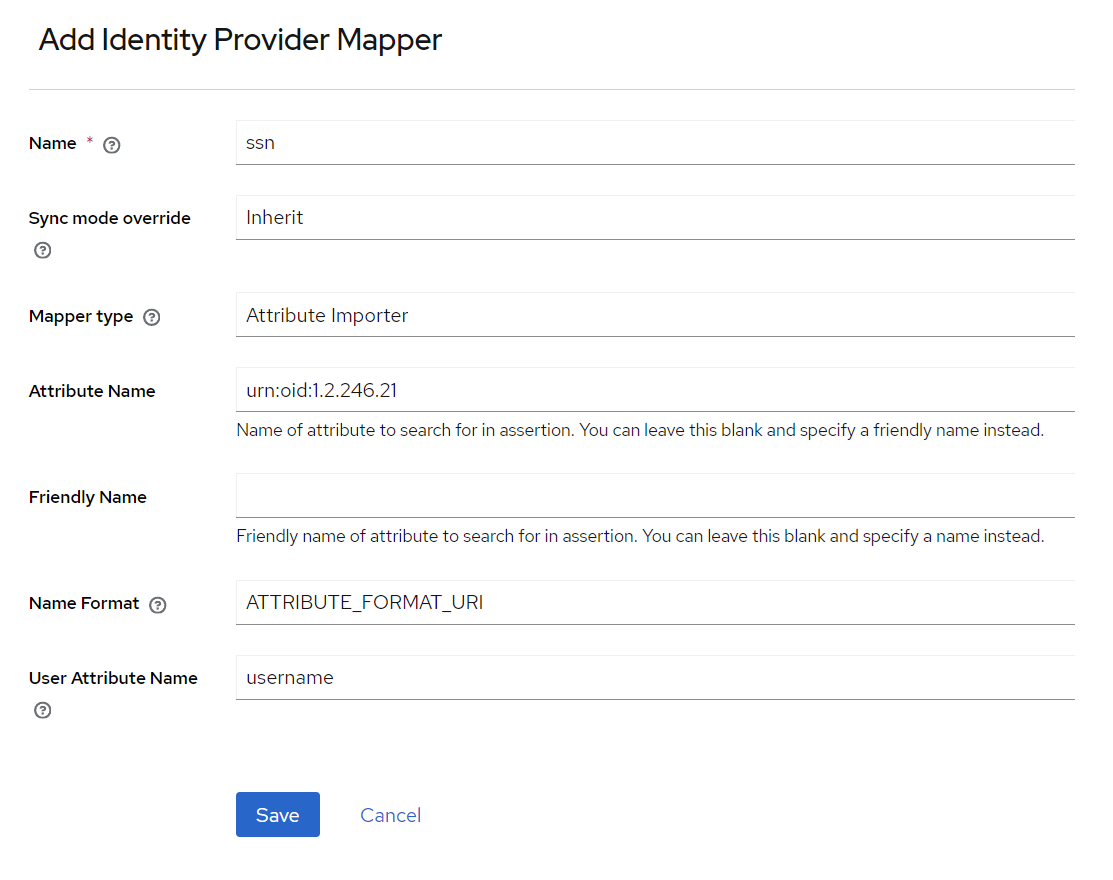 Add Identity Provider Mapper
Name *
ssn
Sync mode override
Inherit
Mapper type
Attribute Importer
Attribute Name
urn:oid:1.2.246.21
Name of attribute to search for in assertion. You can leave this blank and specify a friendly name instead.
Friendly Name
Friendly name of attribute to search for in assertion. You can leave this blank and specify a name instead.
Name Format
ATTRIBUTE_FORMAT_URI
User Attribute Name
username
Save Cancel